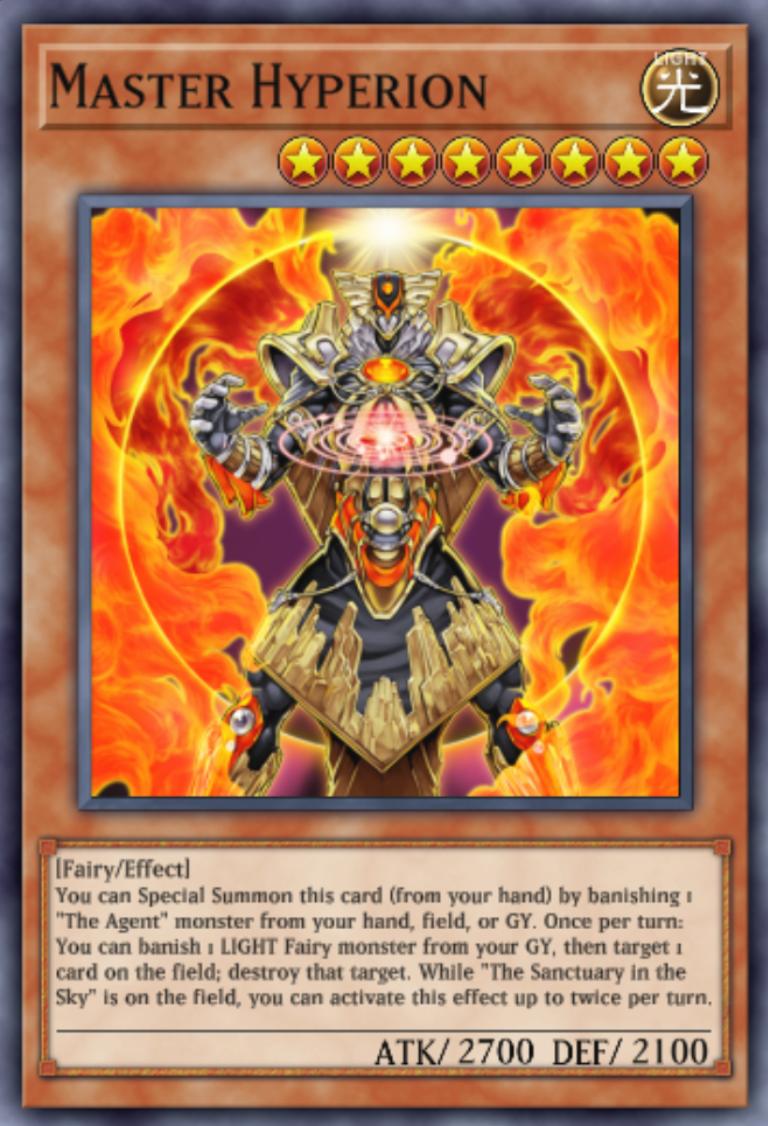 MASTER HYPERION
LIGHT
光
[Fairy/Effect]
You can Special Summon this card (from your hand) by banishing 1
"The Agent" monster from your hand, field, or GY. Once per turn:
You can banish 1 LIGHT Fairy monster from your GY, then target 1
card on the field; destroy that target. While "The Sanctuary in the
Sky" is on the field, you can activate this effect up to twice per turn.
ATK/ 2700 DEF/ 2100